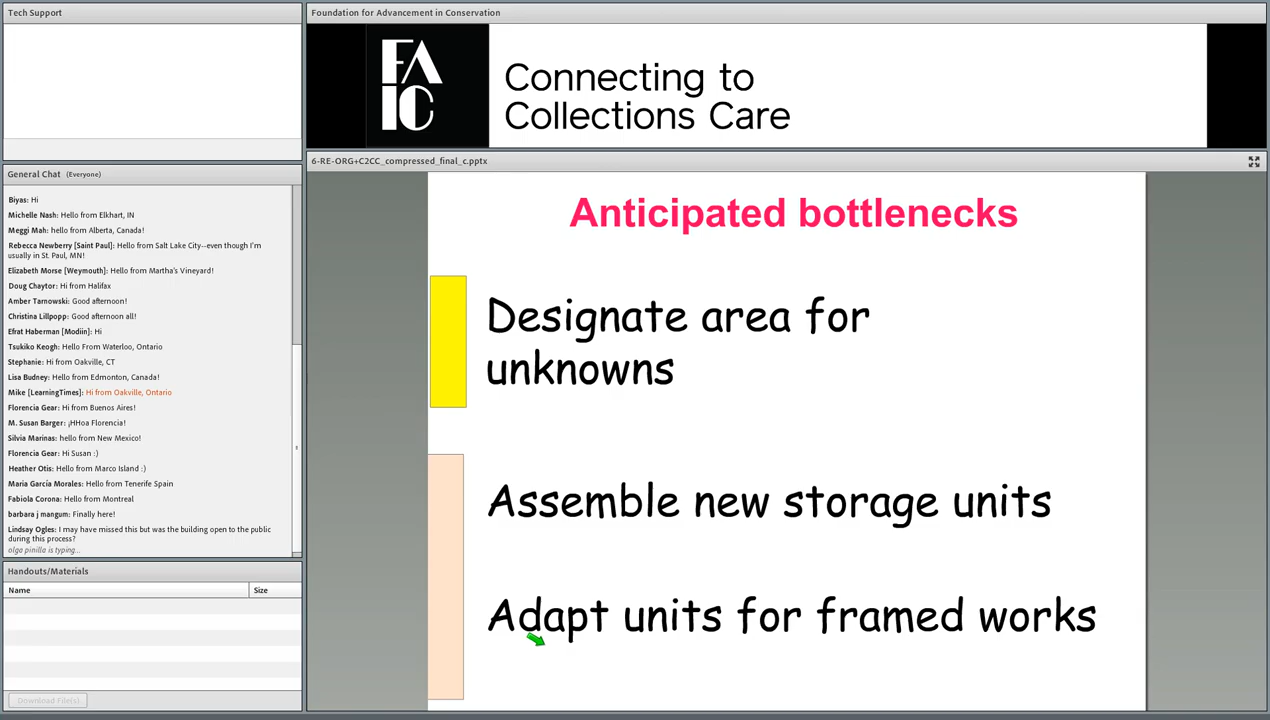 Tech Support
General Chat (Everyone)
Biyas: Hi
Michelle Nash: Hello from Elkhart, IN
Meggi Mah: hello from Alberta, Canada!
Rebecca Newberry [Saint Paul]: Hello from Salt Lake City--even though I'm
usually in St. Paul, MN!
Elizabeth Morse [Weymouth]: Hello from Martha's Vineyard!
Doug Chaytor: Hi from Halifax
Amber Tarnowski: Good afternoon!
Christina Lillpopp: Good afternoon all!
Efrat Haberman [Modiin]: Hi
Tsukiko Keogh: Hello From Waterloo, Ontario
Stephanie: Hi from Oakville, CT
Lisa Budney: Hello from Edmonton, Canada!
Mike [LearningTimes]: Hi from Oakville, Ontario
Florencia Gear: Hi from Buenos Aires!
M. Susan Barger: ¡HHoa Florencia!
Silvia Marinas: hello from New Mexico!
Florencia Gear: Hi Susan :)
Heather Otis: Hello from Marco Island :)
Maria García Morales: Hello from Tenerife Spain
Fabiola Corona: Hello from Montreal
barbara j mangum: Finally here!
Lindsay Ogles: I may have missed this but was the building open to the public
during this process?
olga pinilla is typing...
Handouts/Materials
Name Size
Download File(s)
Foundation for Advancement in Conservation
FA
IC
Connecting to
Collections Care
6-RE-ORG+C2CC_compressed_final_c.pptx
Anticipated bottlenecks
Designate area for
unknowns
Assemble new storage units
Adapt units for framed works